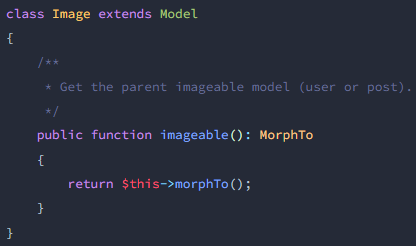 class Image extends Model
{
    /**
     * Get the parent imageable model (user or post).
     */
    public function imageable(): MorphTo
    {
        return $this->morphTo();
    }
}